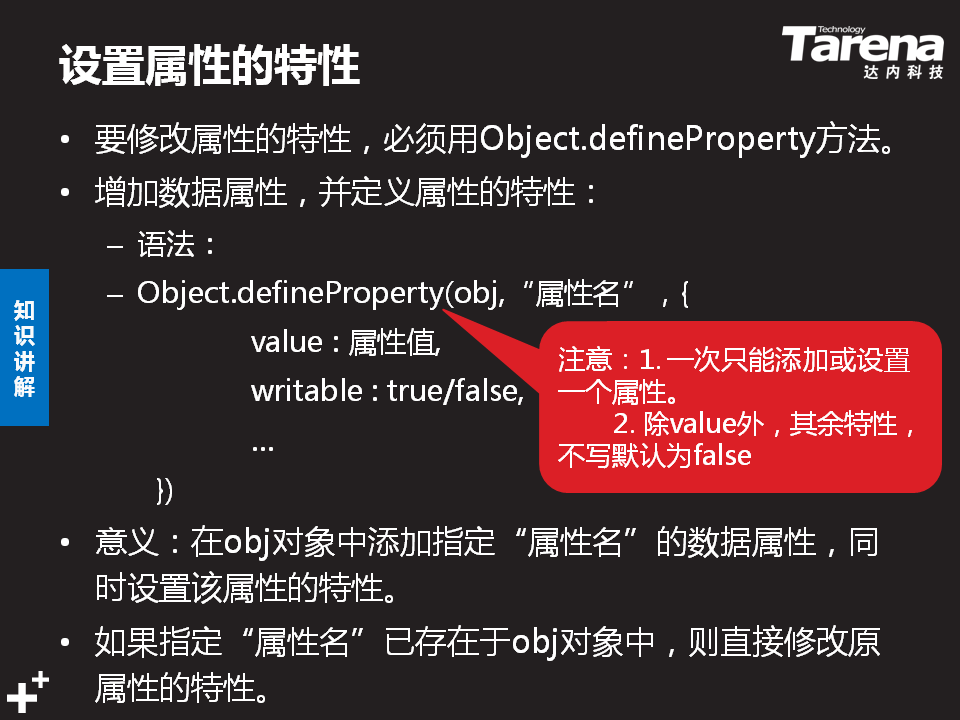 设置属性的特性
Technology
Tarena
达内科技
• 要修改属性的特性，必须用Object.defineProperty方法。
• 增加数据属性，并定义属性的特性：
– 语法：
– Object.defineProperty(obj,“属性名”,{
value : 属性值,
writable : true/false,
...
})
注意：1. 一次只能添加或设置
一个属性。
2. 除value外，其余特性，
不写默认为false
• 意义：在obj对象中添加指定“属性名”的数据属性，同
时设置该属性的特性。
• 如果指定“属性名”已存在于obj对象中，则直接修改原
属性的特性。
知
识
讲
解